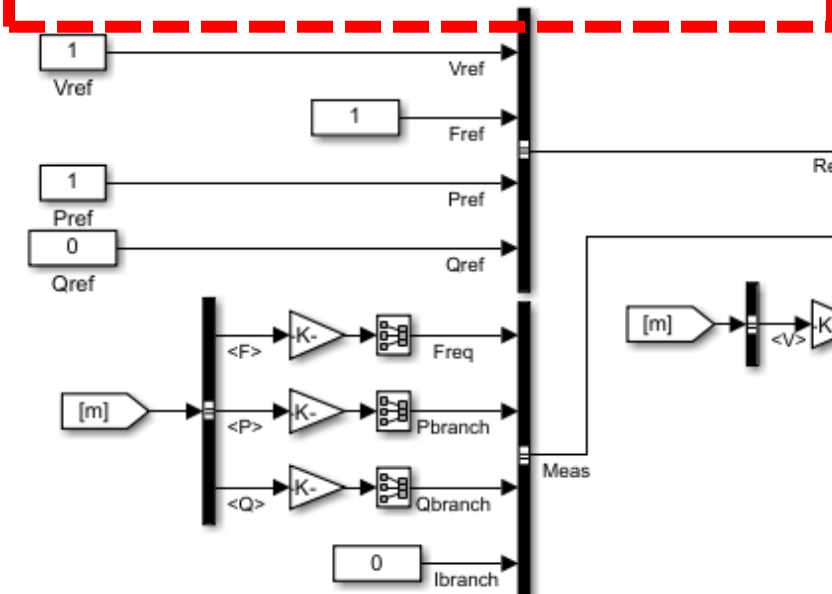 1
Vref
Vref
1
Fref
1
Pref
Pref
0
Qref
Qref
Re
[m]
<F>
-K-
Freq
<P>
-K-
Pbranch
<Q>
-K-
Qbranch
Meas
0
Ibranch
[m]
<V>
-K